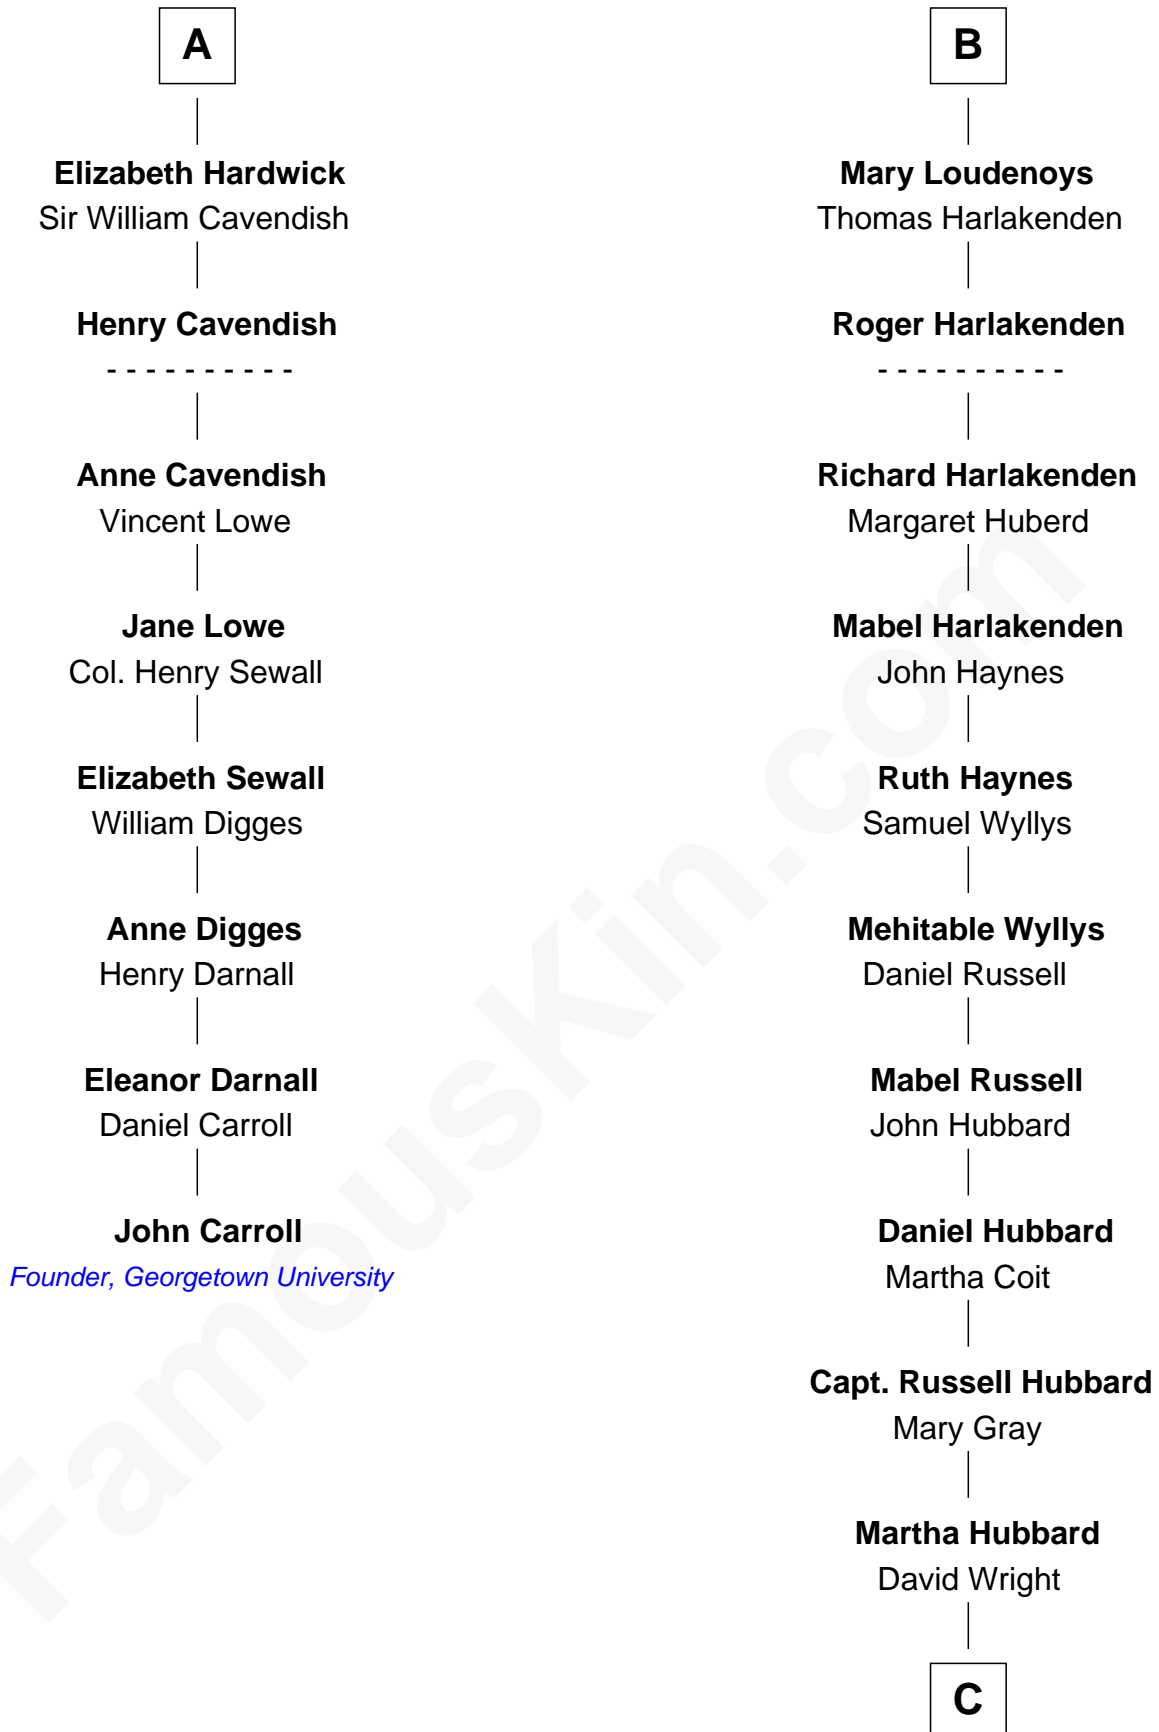 A
Elizabeth Hardwick
Sir William Cavendish
Henry Cavendish
- - - - - - - - - -
Anne Cavendish
Vincent Lowe
Jane Lowe
Col. Henry Sewall
Elizabeth Sewall
William Digges
Anne Digges
Henry Darnall
Eleanor Darnall
Daniel Carroll
John Carroll
Founder, Georgetown University
B
Mary Loudenoys
Thomas Harlakenden
Roger Harlakenden
- - - - - - - - - -
Richard Harlakenden
Margaret Huberd
Mabel Harlakenden
John Haynes
Ruth Haynes
Samuel Wyllys
Mehitable Wyllys
Daniel Russell
Mabel Russell
John Hubbard
Daniel Hubbard
Martha Coit
Capt. Russell Hubbard
Mary Gray
Martha Hubbard
David Wright
C
FamousKin.com